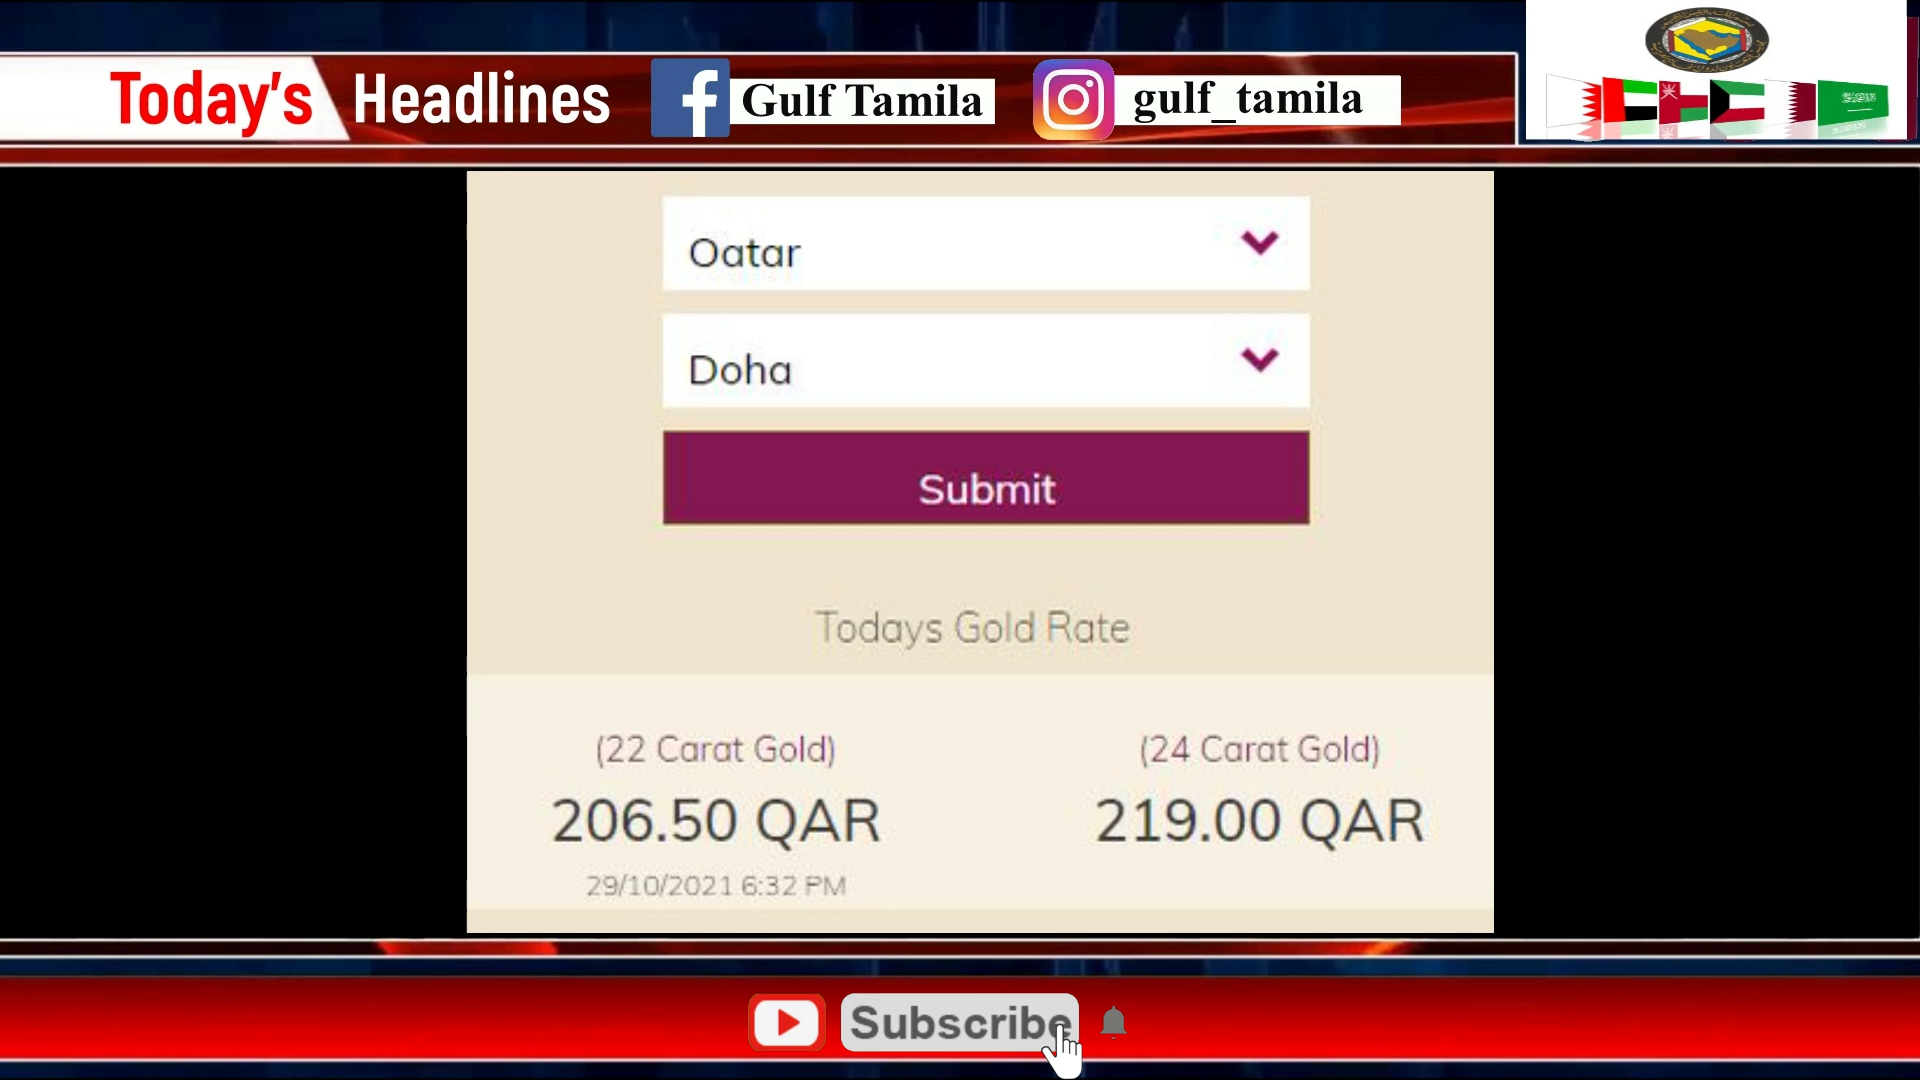 Today's Headlines Gulf Tamila gulf_tamila
Qatar
Doha
Submit
Todays Gold Rate
(22 Carat Gold) (24 Carat Gold)
206.50 QAR 219.00 QAR
29/10/2021 6:32 PM
Subscribe